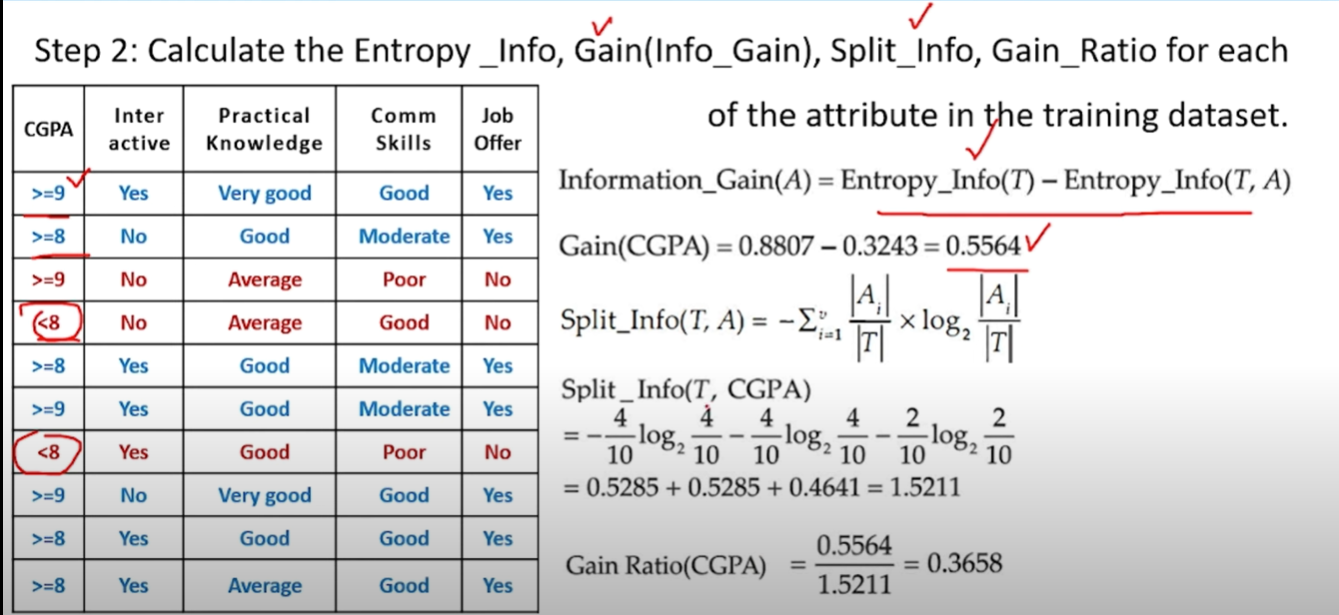 Step 2: Calculate the Entropy _Info, Gain(Info_Gain), Split_Info, Gain_Ratio for each
of the attribute in the training dataset.
CGPA | Inter active | Practical Knowledge | Comm Skills | Job Offer
>=9 | Yes | Very good | Good | Yes
>=8 | No | Good | Moderate | Yes
>=9 | No | Average | Poor | No
<8 | No | Average | Good | No
>=8 | Yes | Good | Moderate | Yes
>=9 | Yes | Good | Moderate | Yes
<8 | Yes | Good | Poor | No
>=9 | No | Very good | Good | Yes
>=8 | Yes | Good | Good | Yes
>=8 | Yes | Average | Good | Yes
Information_Gain(A) = Entropy_Info(T) – Entropy_Info(T, A)
Gain(CGPA) = 0.8807 – 0.3243 = 0.5564
Split_Info(T, A) = −Σᵛᵢ₌₁ |Aᵢ|/|T| × log₂ |Aᵢ|/|T|
Split_Info(T, CGPA)
= −4/10 log₂ 4/10 − 4/10 log₂ 4/10 − 2/10 log₂ 2/10
= 0.5285 + 0.5285 + 0.4641 = 1.5211
Gain Ratio(CGPA) = 0.5564/1.5211 = 0.3658